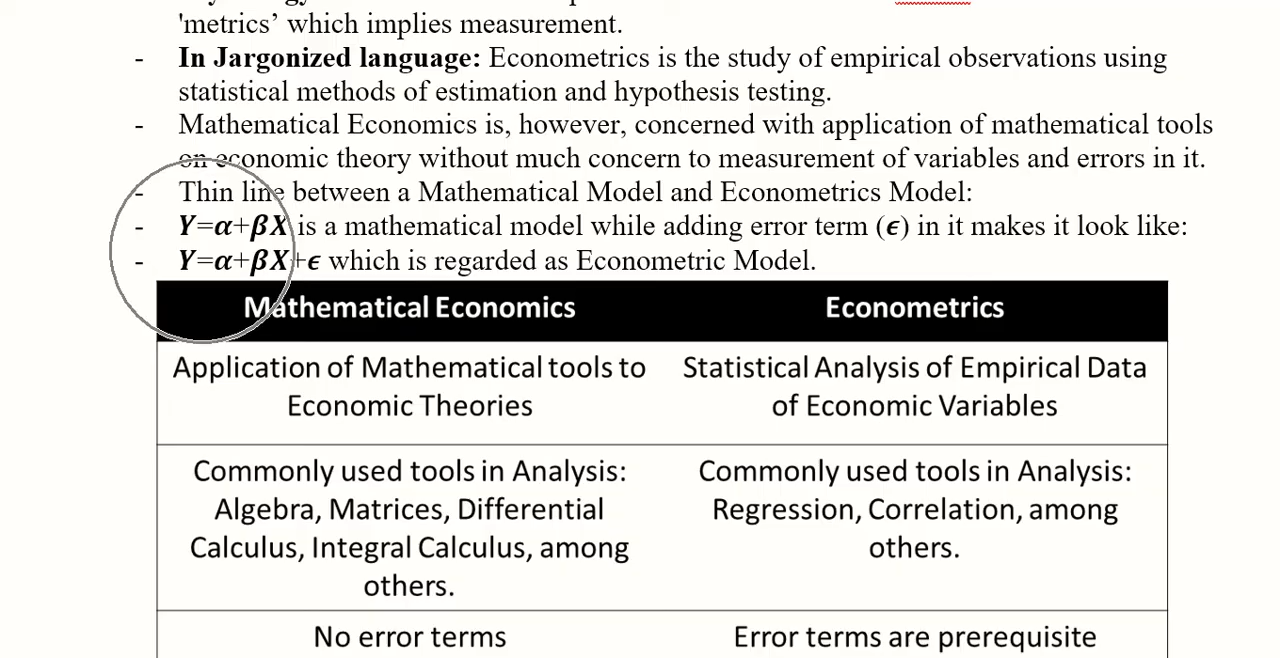 'metrics’ which implies measurement.
- In Jargonized language: Econometrics is the study of empirical observations using
statistical methods of estimation and hypothesis testing.
- Mathematical Economics is, however, concerned with application of mathematical tools
on economic theory without much concern to measurement of variables and errors in it.
- Thin line between a Mathematical Model and Econometrics Model:
- Y=α+βX is a mathematical model while adding error term (ϵ) in it makes it look like:
- Y=α+βX+ϵ which is regarded as Econometric Model.
Mathematical Economics Econometrics
Application of Mathematical tools to
Economic Theories
Statistical Analysis of Empirical Data
of Economic Variables
Commonly used tools in Analysis:
Algebra, Matrices, Differential
Calculus, Integral Calculus, among
others.
Commonly used tools in Analysis:
Regression, Correlation, among
others.
No error terms
Error terms are prerequisite